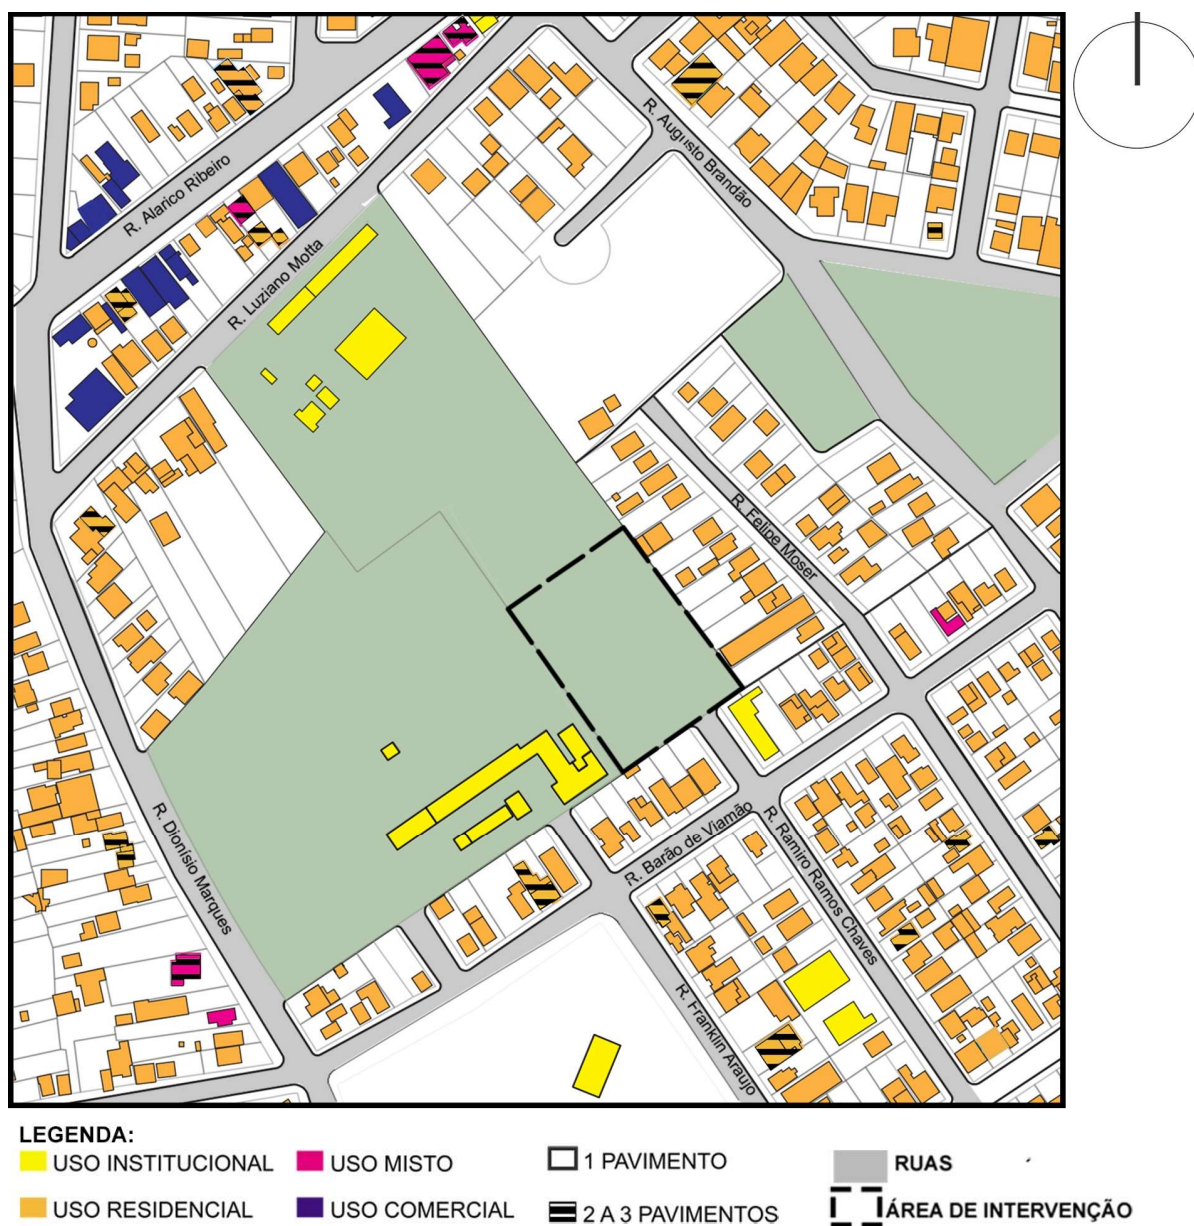 R. Augusto Brandão
R. Alarico Ribeiro
R. Luziano Motta
R. Felipe Moser
R. Dionísio Marques
R. Barão de Viamão
R. Ramiro Ramos Chaves
R. Franklin Araujo
LEGENDA:
USO INSTITUCIONAL USO MISTO 1 PAVIMENTO RUAS
USO RESIDENCIAL USO COMERCIAL 2 A 3 PAVIMENTOS ÁREA DE INTERVENÇÃO